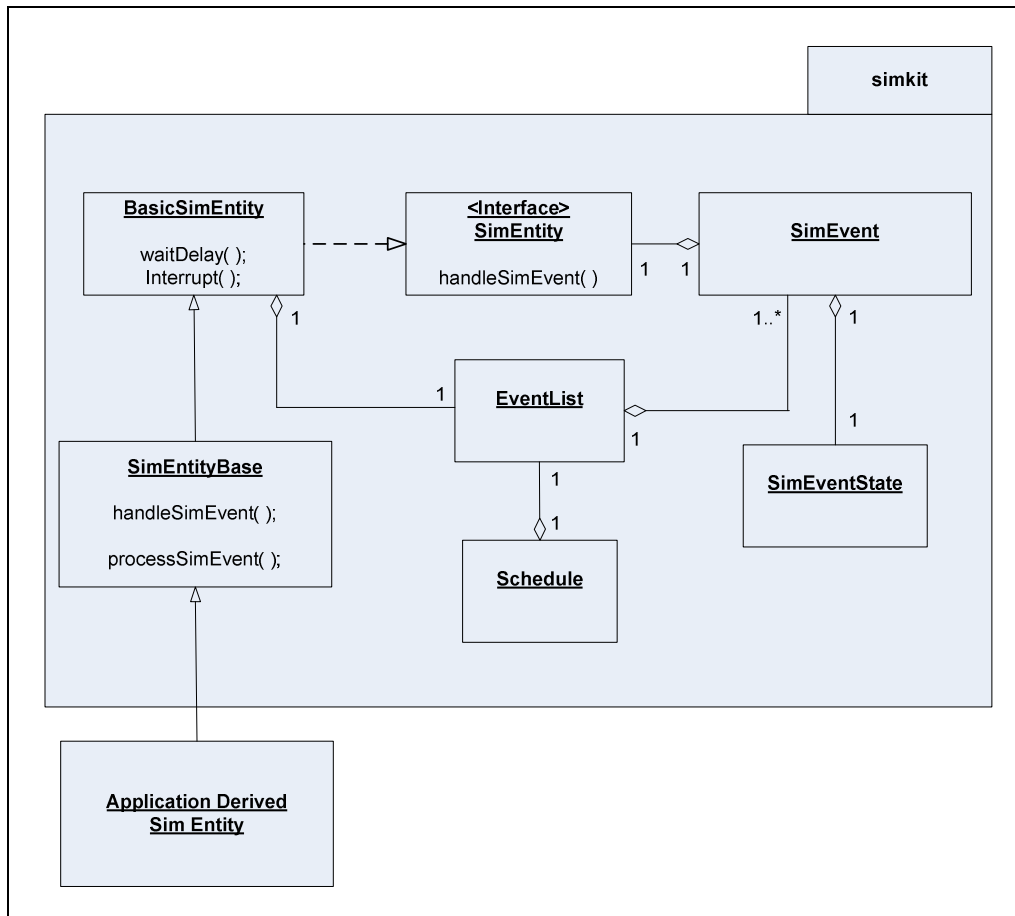 simkit
BasicSimEntity
waitDelay( );
Interrupt( );
<Interface>
SimEntity
handleSimEvent( )
SimEvent
1
1
1
1..*
1
1
EventList
1
1
SimEntityBase
handleSimEvent( );
processSimEvent( );
1
1
SimEventState
Schedule
Application Derived
Sim Entity